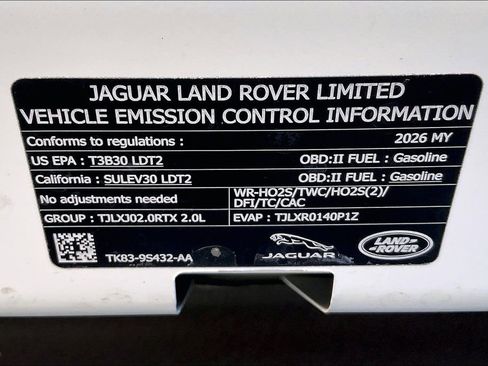 JAGUAR LAND ROVER LIMITED
VEHICLE EMISSION CONTROL INFORMATION
Conforms to regulations : 2026 MY
US EPA : T3B30 LDT2 OBD:II FUEL : Gasoline
California : SULEV30 LDT2 OBD:II FUEL : Gasoline
No adjustments needed WR-HO2S/TWC/HO2S(2)/
DFI/TC/CAC
GROUP : TJLXJ02.0RTX 2.0L EVAP : TJLXR0140P1Z
TK83-9S432-AA
JAGUAR
LAND ROVER